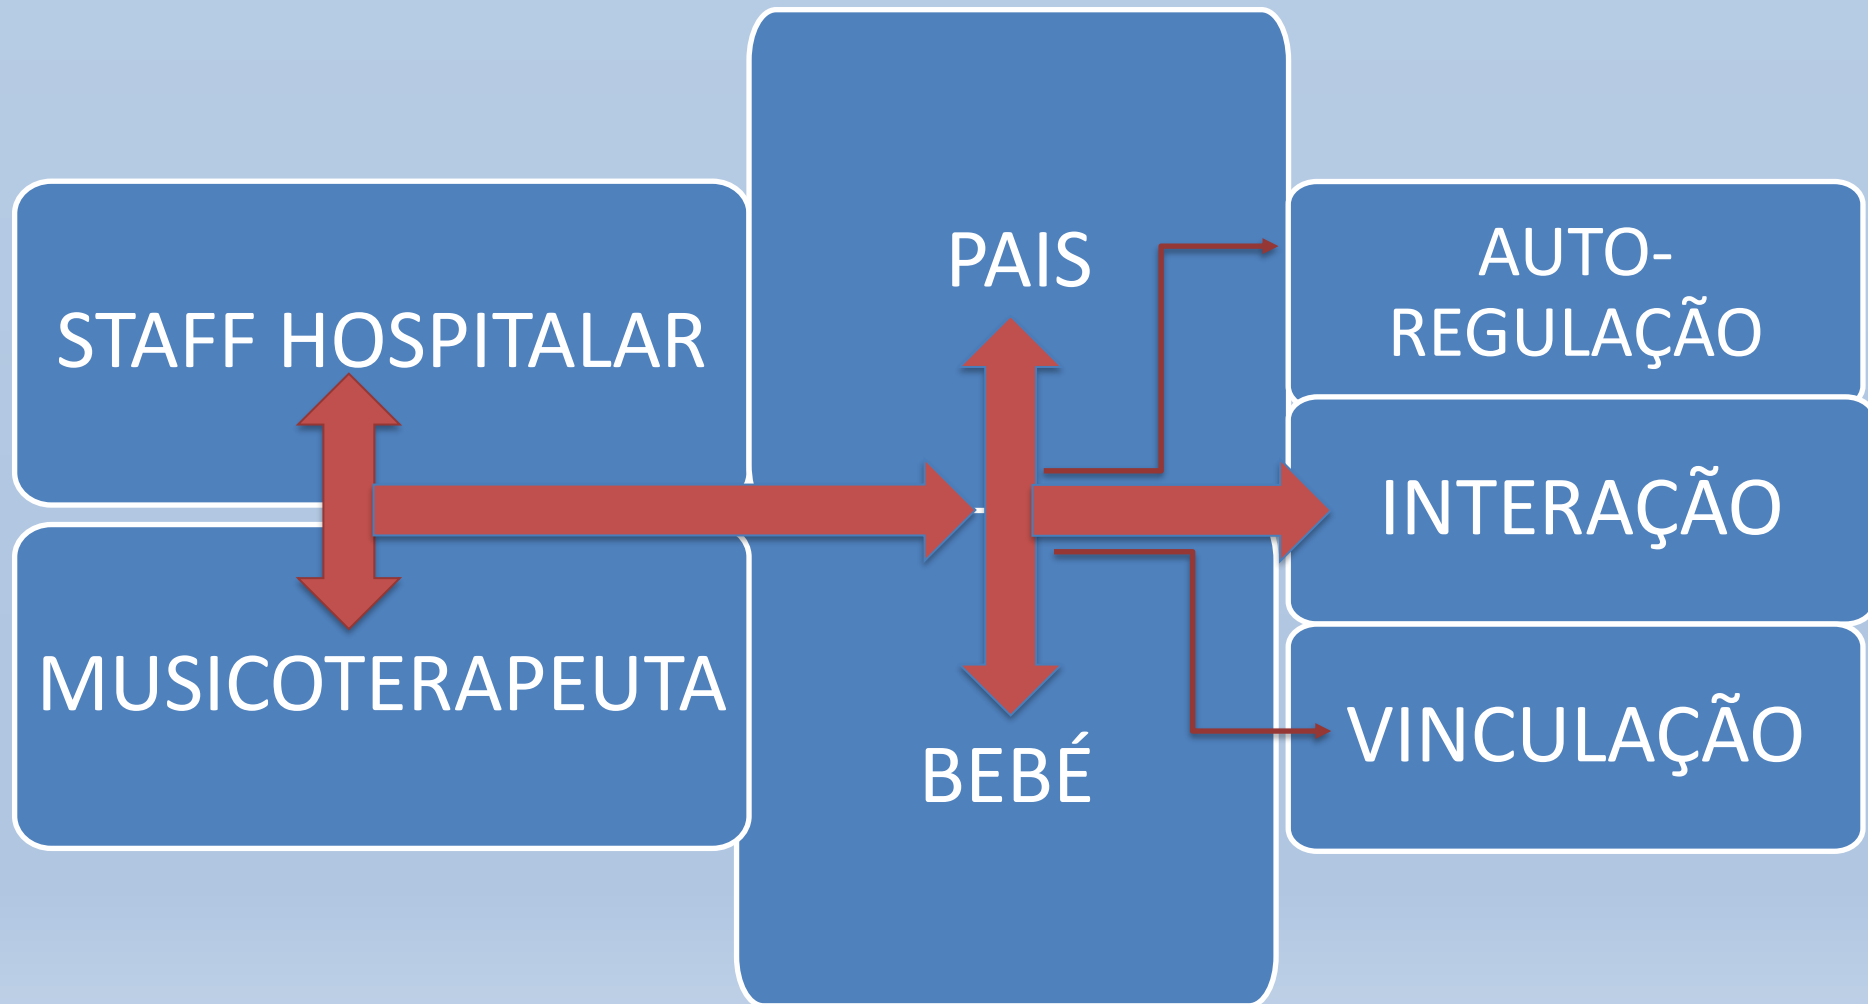 STAFF HOSPITALAR
MUSICOTERAPEUTA
PAIS
BEBÉ
AUTO-
REGULAÇÃO
INTERAÇÃO
VINCULAÇÃO